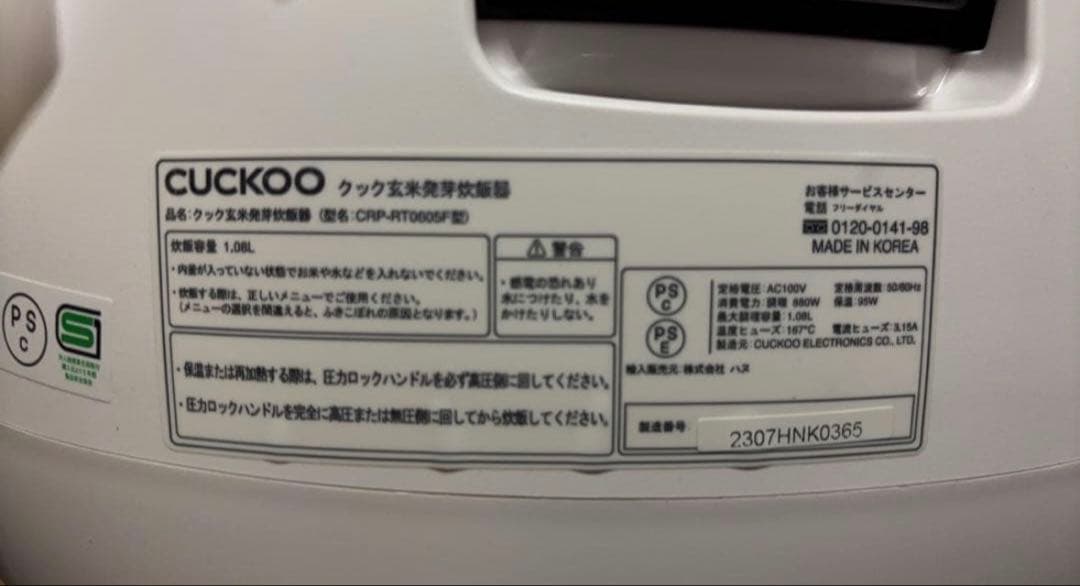 CUCKOO クック玄米発芽炊飯器
品名:クック玄米発芽炊飯器 (型名:CRP-RT0605F型)
お客様サービスセンター
電話 フリーダイヤル
0120-0141-98
MADE IN KOREA
炊飯容量 1.08L
・内釜が入っていない状態でお米や水などを入れないでください。
・炊飯する際は、正しいメニューでご使用ください。
(メニューの選択を間違えると、ふきこぼれの原因となります。)
警告
・感電の恐れあり
水につけたり、水を
かけたりしない。
・保温または再加熱する際は、圧力ロックハンドルを必ず高圧側に回してください。
・圧力ロックハンドルを完全に高圧または無圧側に回してから炊飯してください。
PS
C
PS
E
定格電圧:AC100V 定格周波数:50/60Hz
消費電力:調理 880W 保温:95W
最大調理容量:1.08L
温度ヒューズ:167℃ 電流ヒューズ:3.15A
製造元:CUCKOO ELECTRONICS CO., LTD.
輸入販売元:株式会社 ハヌ
製造番号
2307HNK0365
PS
C